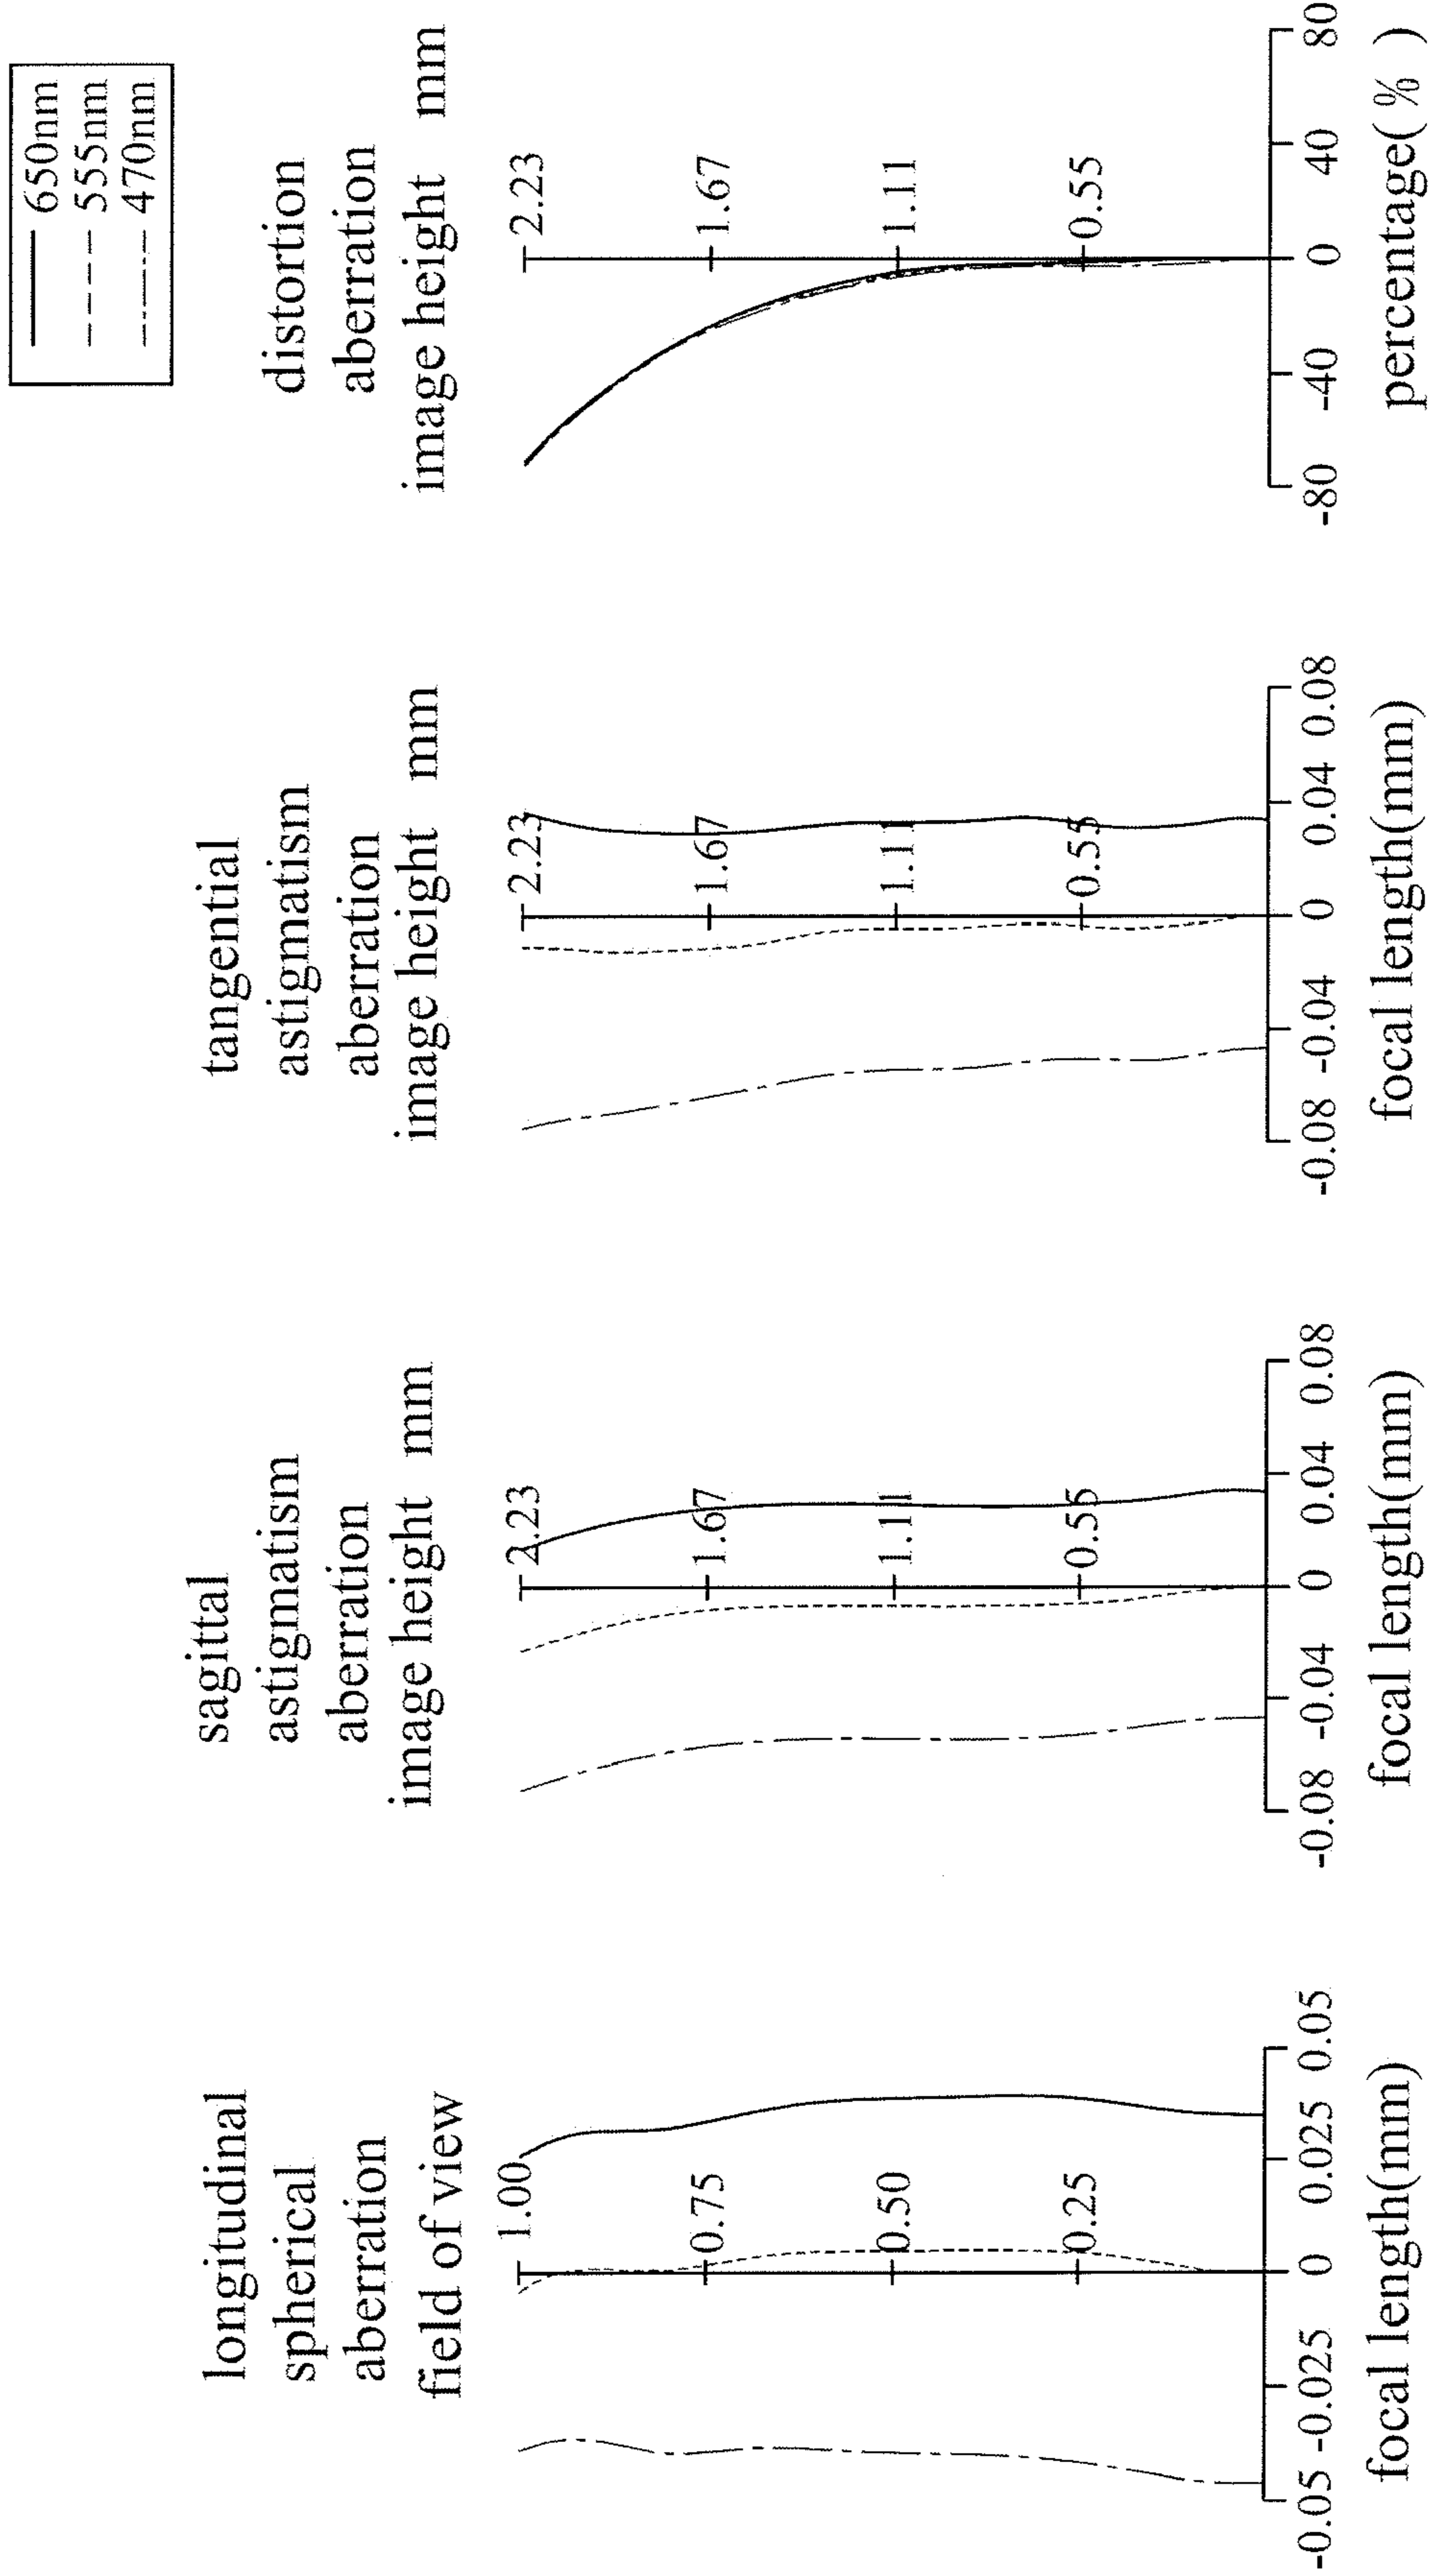 650nm
555nm
470nm
longitudinal
spherical
aberration
field of view
1.00
0.75
0.50
0.25
-0.05 -0.025 0 0.025 0.05
focal length(mm)
sagittal
astigmatism
aberration
image height mm
2.23
1.67
1.11
0.55
-0.08 -0.04 0 0.04 0.08
focal length(mm)
tangential
astigmatism
aberration
image height mm
2.23
1.67
1.11
0.55
-0.08 -0.04 0 0.04 0.08
focal length(mm)
distortion
aberration
image height mm
2.23
1.67
1.11
0.55
-80 -40 0 40 80
percentage( % )